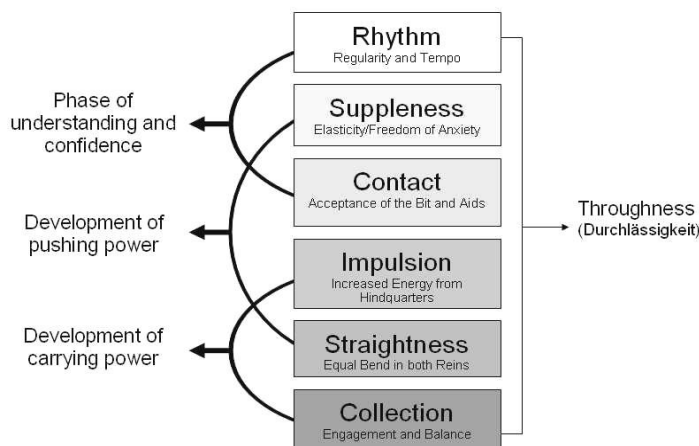 Rhythm
Regularity and Tempo
Phase of
understanding and
confidence
Suppleness
Elasticity/Freedom of Anxiety
Contact
Acceptance of the Bit and Aids
Development of
pushing power
Throughness
(Durchlässigkeit)
Impulsion
Increased Energy from
Hindquarters
Development of
carrying power
Straightness
Equal Bend in both Reins
Collection
Engagement and Balance